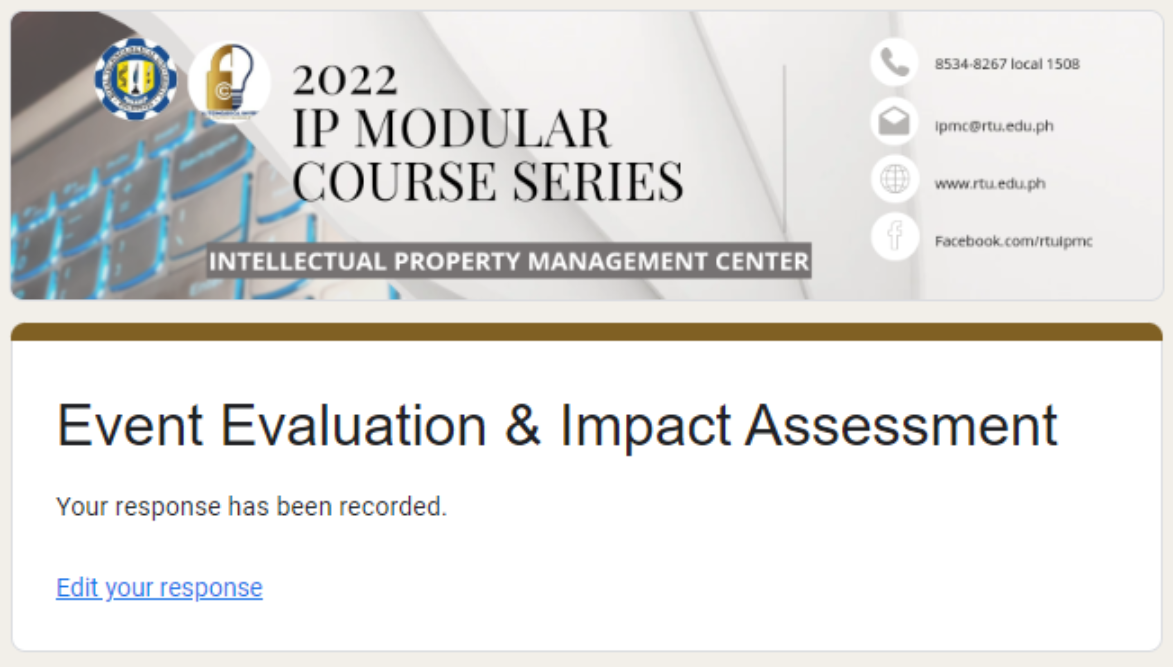 2022
IP MODULAR
COURSE SERIES
INTELLECTUAL PROPERTY MANAGEMENT CENTER
8534-8267 local 1508
ipmc@rtu.edu.ph
www.rtu.edu.ph
Facebook.com/rtuipmc
Event Evaluation & Impact Assessment
Your response has been recorded.
Edit your response